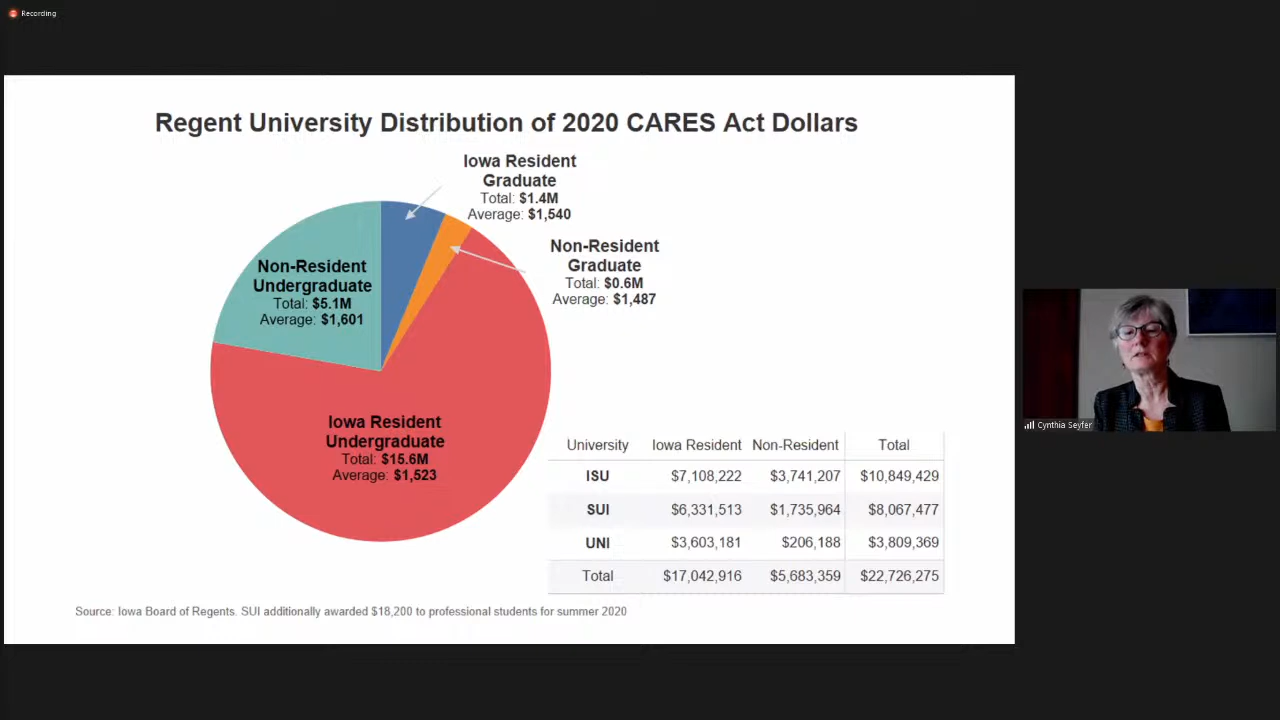 Recording
Regent University Distribution of 2020 CARES Act Dollars
Iowa Resident
Graduate
Total: $1.4M
Average: $1,540
Non-Resident
Graduate
Total: $0.6M
Average: $1,487
Non-Resident
Undergraduate
Total: $5.1M
Average: $1,601
Iowa Resident
Undergraduate
Total: $15.6M
Average: $1,523
University Iowa Resident Non-Resident Total
ISU $7,108,222 $3,741,207 $10,849,429
SUI $6,331,513 $1,735,964 $8,067,477
UNI $3,603,181 $206,188 $3,809,369
Total $17,042,916 $5,683,359 $22,726,275
Source: Iowa Board of Regents. SUI additionally awarded $18,200 to professional students for summer 2020
Cynthia Seyfer